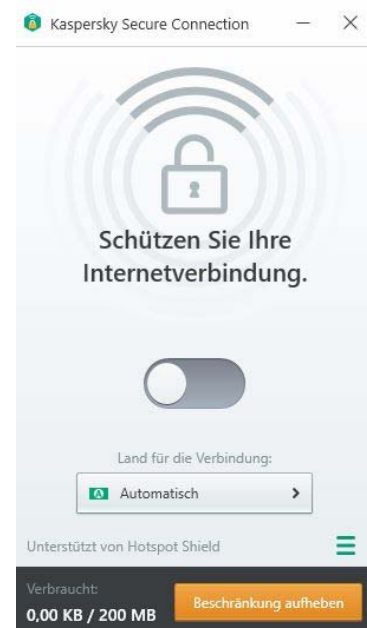 Kaspersky Secure Connection
Schützen Sie Ihre
Internetverbindung.
Land für die Verbindung:
Automatisch
Unterstützt von Hotspot Shield
Verbraucht:
0,00 KB / 200 MB
Beschränkung aufheben